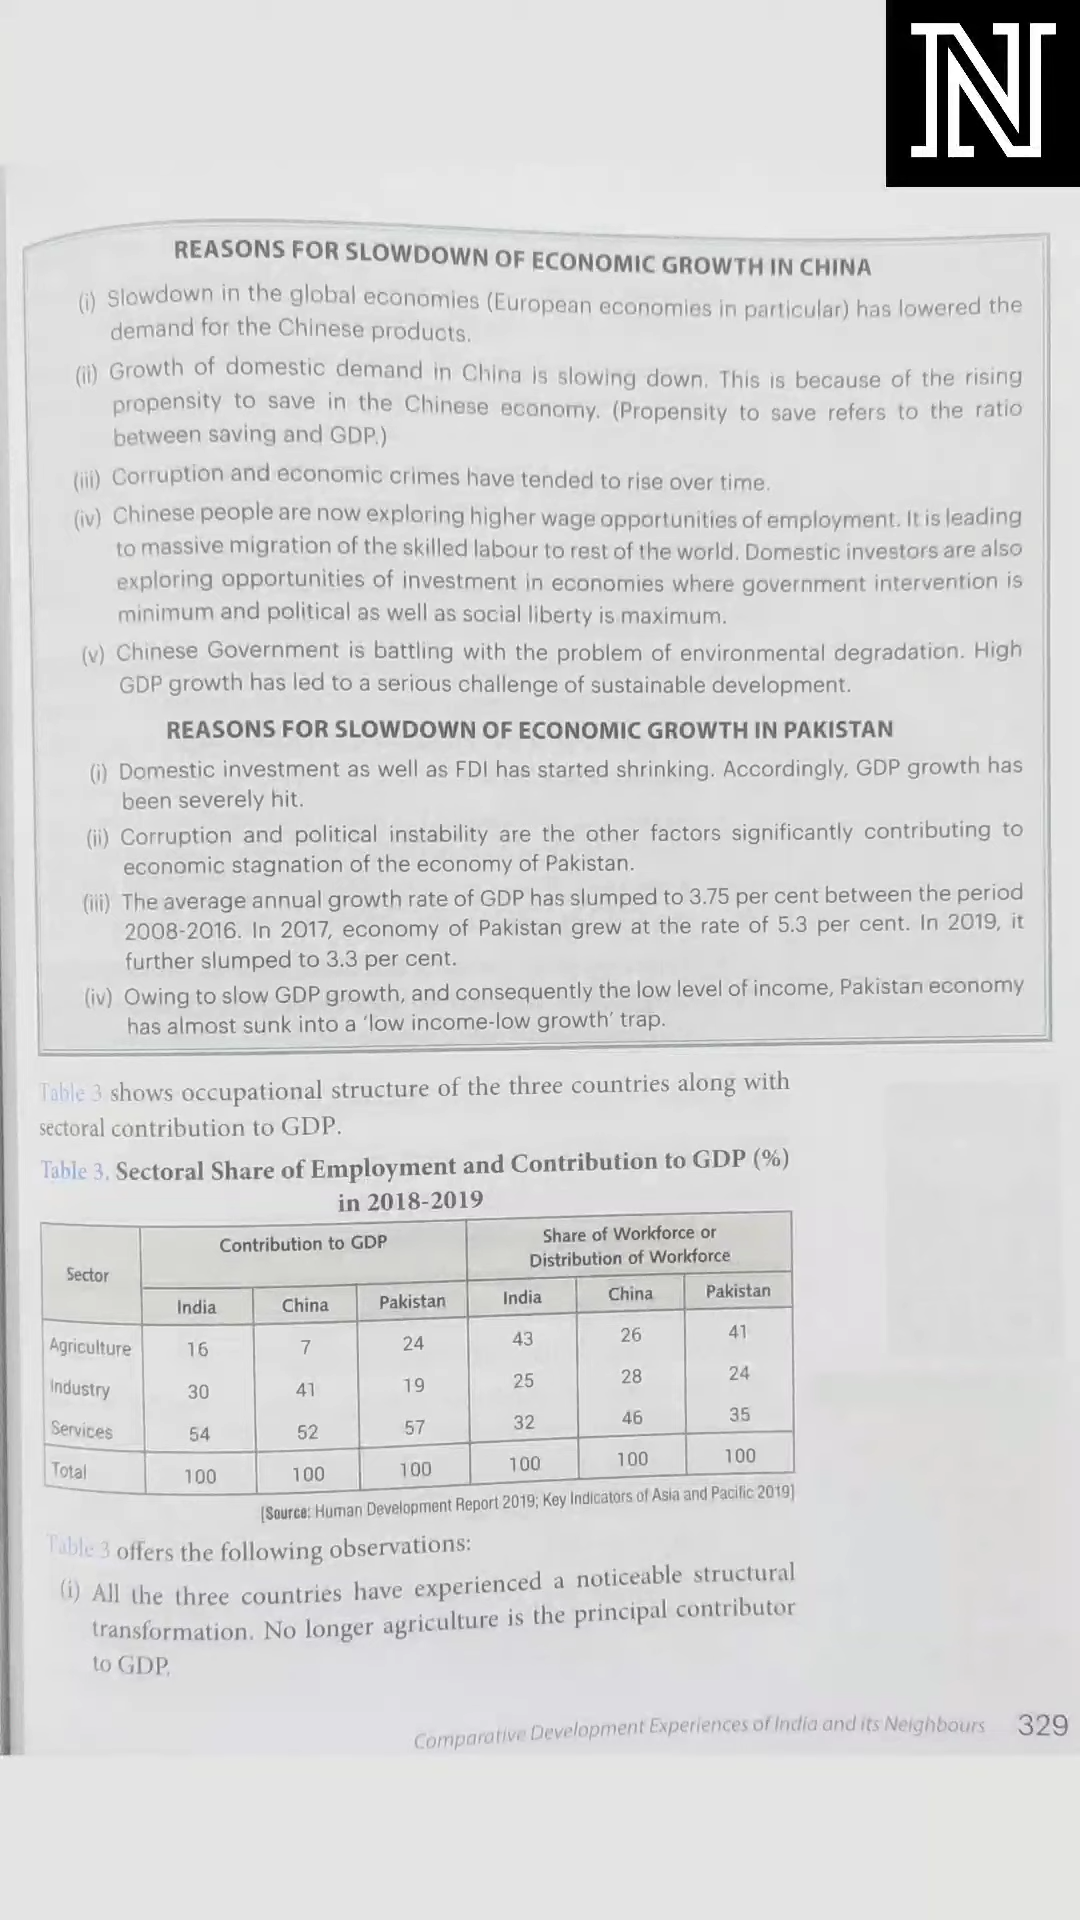 N
REASONS FOR SLOWDOWN OF ECONOMIC GROWTH IN CHINA
(i) Slowdown in the global economies (European economies in particular) has lowered the
demand for the Chinese products.
(ii) Growth of domestic demand in China is slowing down. This is because of the rising
propensity to save in the Chinese economy. (Propensity to save refers to the ratio
between saving and GDP.)
(iii) Corruption and economic crimes have tended to rise over time.
(iv) Chinese people are now exploring higher wage opportunities of employment. It is leading
to massive migration of the skilled labour to rest of the world. Domestic investors are also
exploring opportunities of investment in economies where government intervention is
minimum and political as well as social liberty is maximum.
(v) Chinese Government is battling with the problem of environmental degradation. High
GDP growth has led to a serious challenge of sustainable development.
REASONS FOR SLOWDOWN OF ECONOMIC GROWTH IN PAKISTAN
(i) Domestic investment as well as FDI has started shrinking. Accordingly, GDP growth has
been severely hit.
(ii) Corruption and political instability are the other factors significantly contributing to
economic stagnation of the economy of Pakistan.
(iii) The average annual growth rate of GDP has slumped to 3.75 per cent between the period
2008-2016. In 2017, economy of Pakistan grew at the rate of 5.3 per cent. In 2019, it
further slumped to 3.3 per cent.
(iv) Owing to slow GDP growth, and consequently the low level of income, Pakistan economy
has almost sunk into a 'low income-low growth' trap.
Table 3 shows occupational structure of the three countries along with
sectoral contribution to GDP.
Table 3. Sectoral Share of Employment and Contribution to GDP (%)
in 2018-2019
Sector Contribution to GDP Share of Workforce or
Distribution of Workforce
India China Pakistan India China Pakistan
Agriculture 16 7 24 43 26 41
Industry 30 41 19 25 28 24
Services 54 52 57 32 46 35
Total 100 100 100 100 100 100
[Source: Human Development Report 2019; Key Indicators of Asia and Pacific 2019]
Table 3 offers the following observations:
(i) All the three countries have experienced a noticeable structural
transformation. No longer agriculture is the principal contributor
to GDP.
Comparative Development Experiences of India and its Neighbours 329